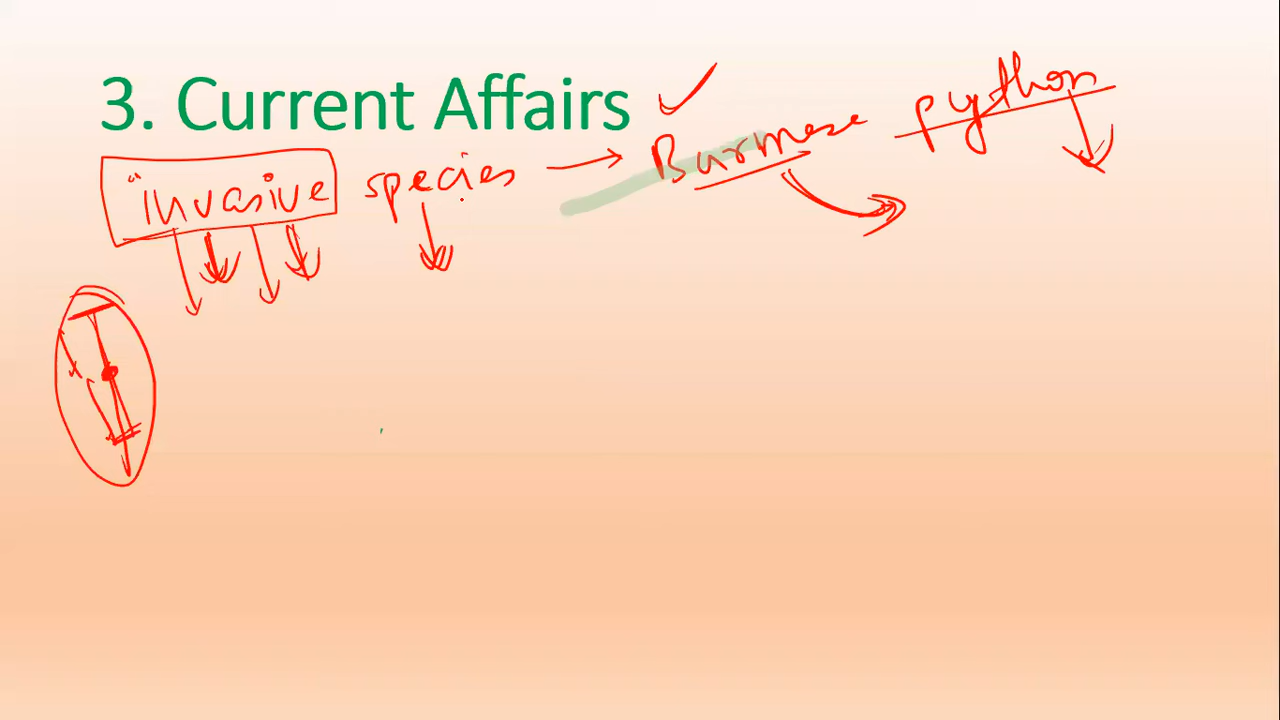 3. Current Affairs
"invasive species → Burmese python